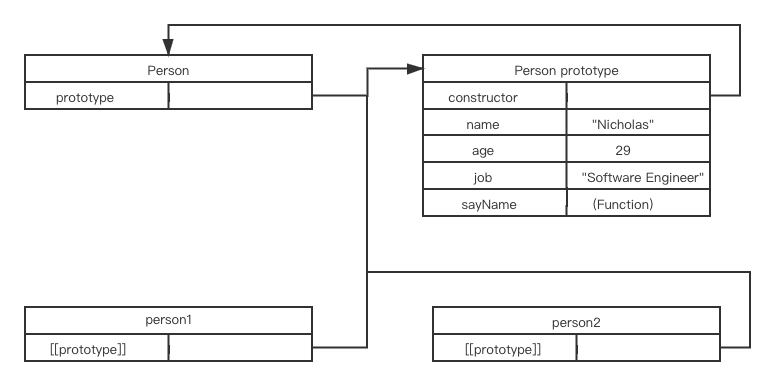 Person
prototype
Person prototype
constructor
name "Nicholas"
age 29
job "Software Engineer"
sayName (Function)
person1
[[prototype]]
person2
[[prototype]]